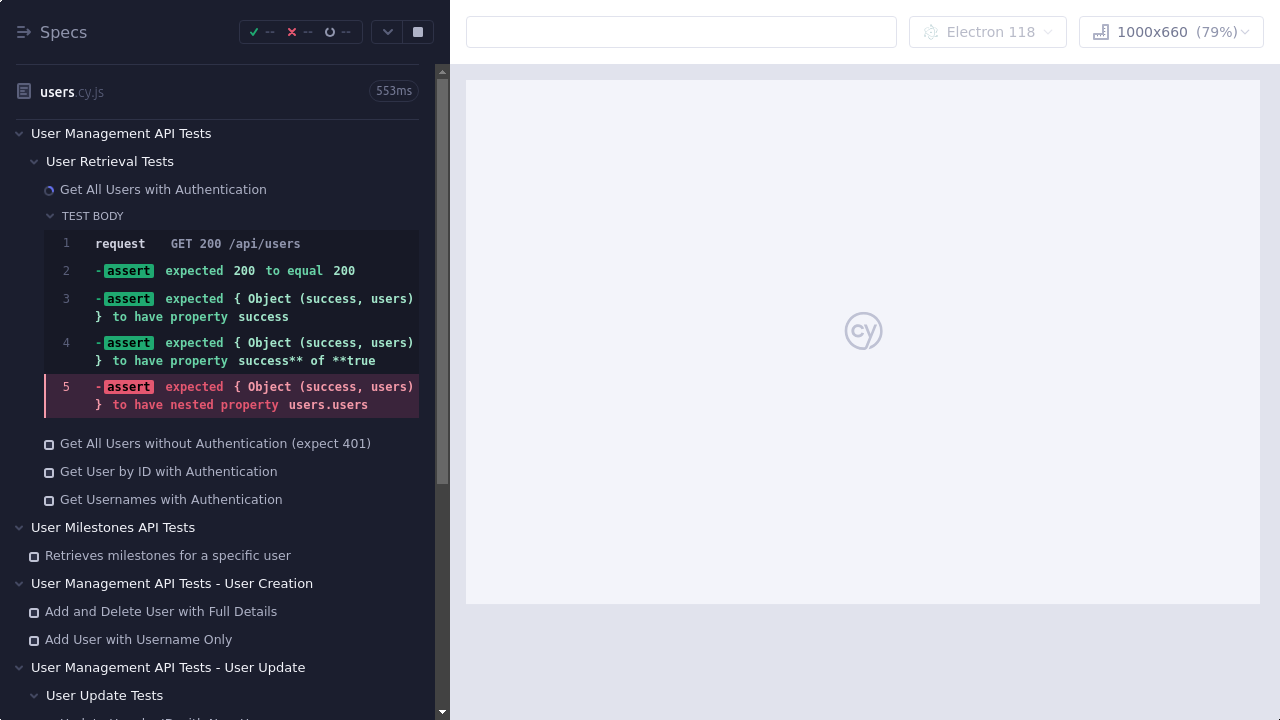 Specs
--
--
--
Electron 118
1000x660 (79%)
users.cy.js
553ms
User Management API Tests
User Retrieval Tests
Get All Users with Authentication
TEST BODY
1 request GET 200 /api/users
2 -assert expected 200 to equal 200
3 -assert expected { Object (success, users)
} to have property success
4 -assert expected { Object (success, users)
} to have property success** of **true
5 -assert expected { Object (success, users)
} to have nested property users.users
Get All Users without Authentication (expect 401)
Get User by ID with Authentication
Get Usernames with Authentication
User Milestones API Tests
Retrieves milestones for a specific user
User Management API Tests - User Creation
Add and Delete User with Full Details
Add User with Username Only
User Management API Tests - User Update
User Update Tests
cy